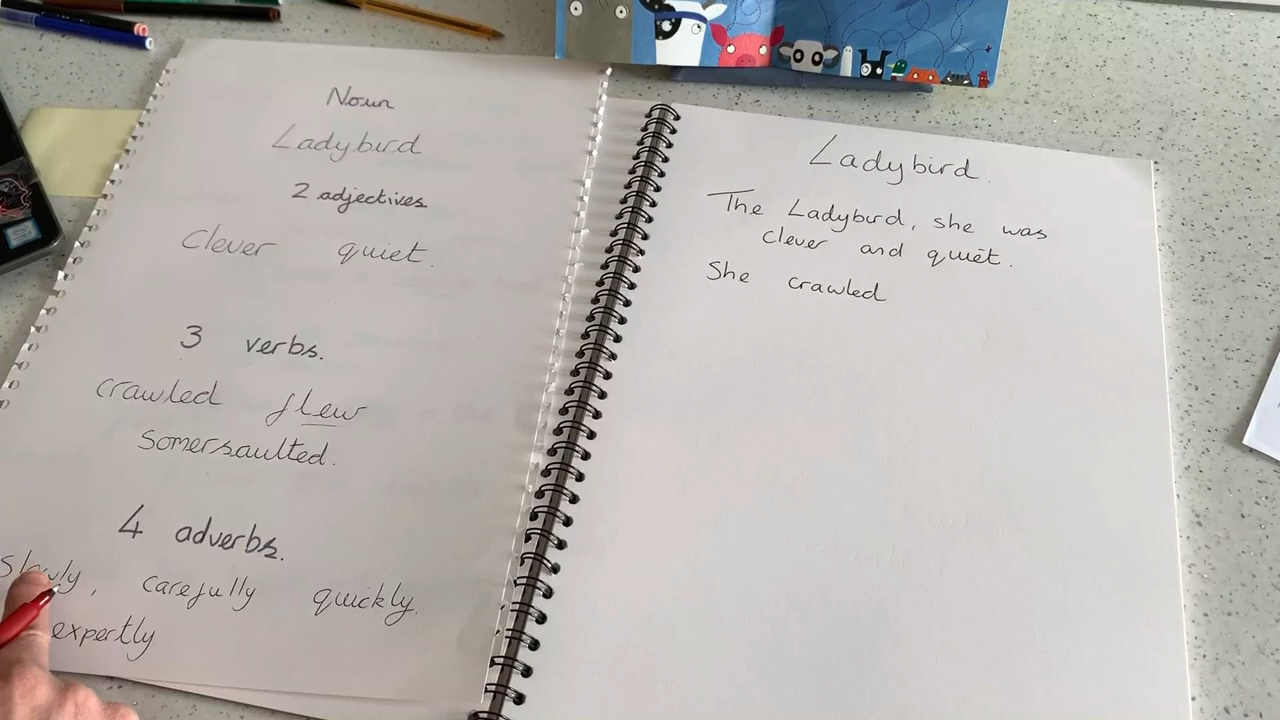 Noun
Ladybird
2 adjectives
Clever quiet.
3 verbs.
crawled flew
somersaulted.
4 adverbs.
slowly, carefully quickly.
expertly
Ladybird.
The Ladybird, she was
clever and quiet.
She crawled